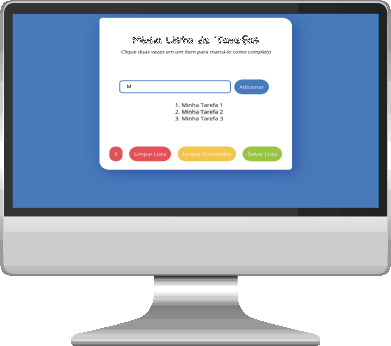 Minha Lista de Tarefas
Clique duas vezes em um item para marcá-lo como completo
M
Adicionar
1. Minha Tarefa 1
2. Minha Tarefa 2
3. Minha Tarefa 3
X
Limpar Lista
Limpar Concluídos
Salvar Lista